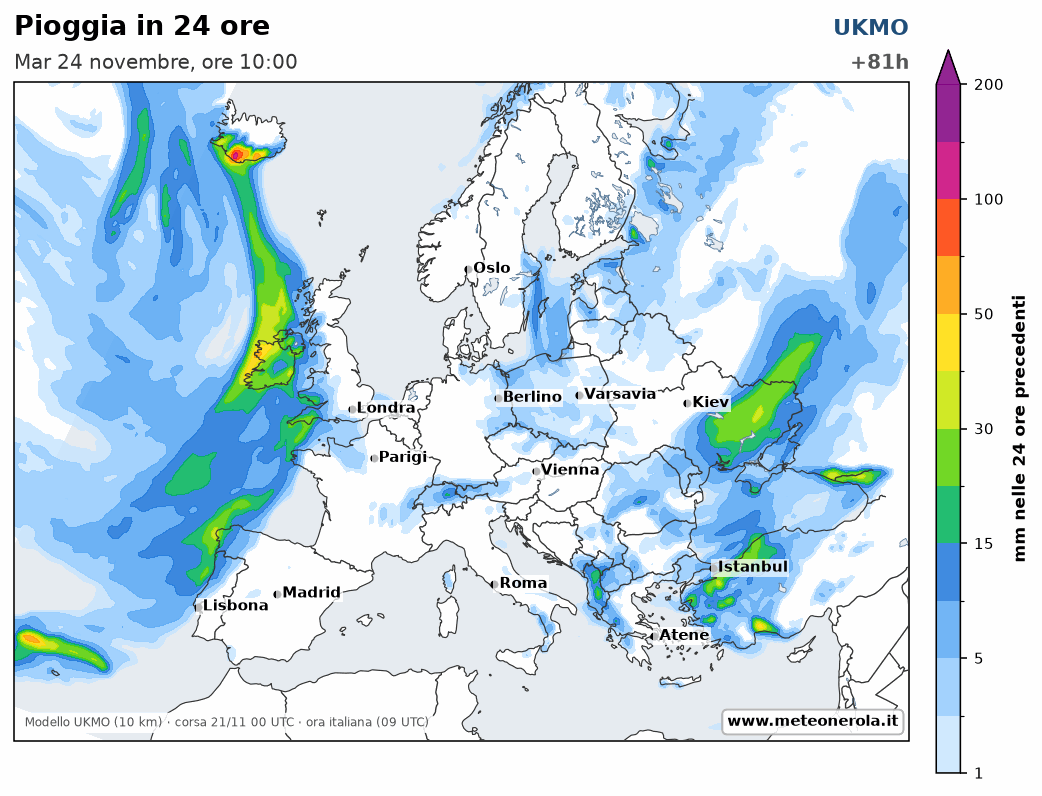 Pioggia in 24 ore
UKMO
Mar 24 novembre, ore 10:00
+81h
200
100
50
30
15
5
1
mm nelle 24 ore precedenti
Oslo
Londra
Berlino
Varsavia
Kiev
Parigi
Vienna
Istanbul
Madrid
Roma
Lisbona
Atene
Modello UKMO (10 km) · corsa 21/11 00 UTC · ora italiana (09 UTC)
www.meteonerola.it